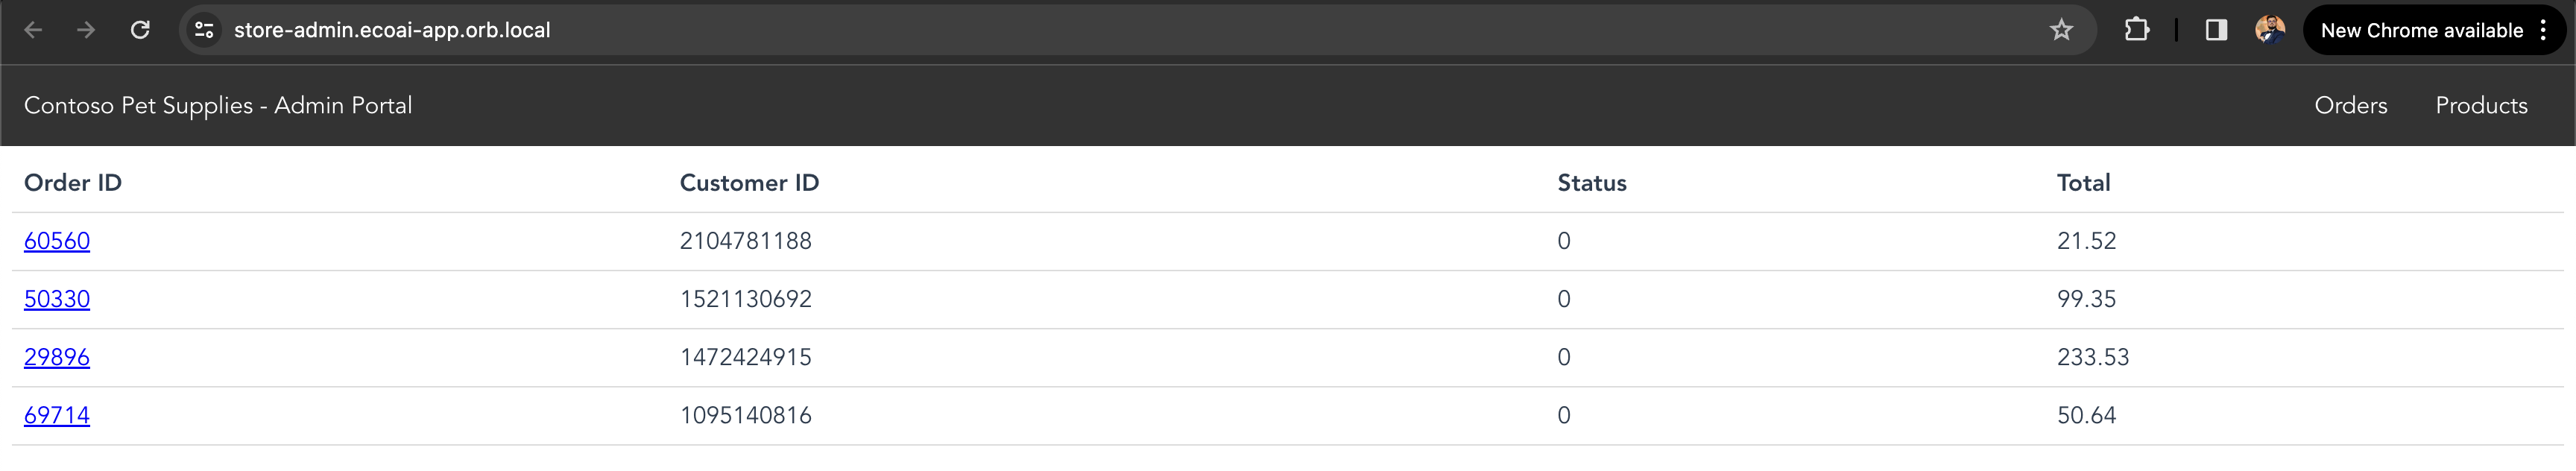 store-admin.ecoai-app.orb.local New Chrome available
Contoso Pet Supplies - Admin Portal Orders Products
Order ID Customer ID Status Total
60560 2104781188 0 21.52
50330 1521130692 0 99.35
29896 1472424915 0 233.53
69714 1095140816 0 50.64